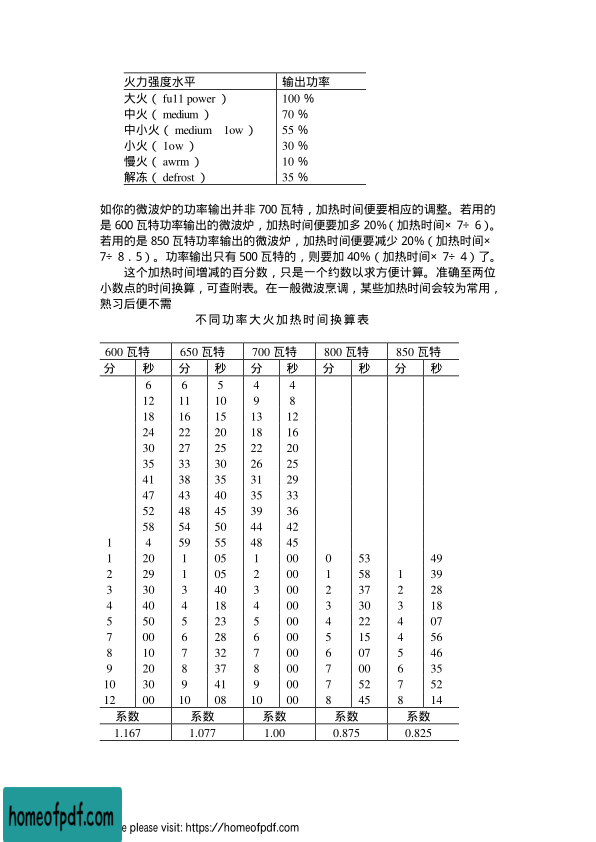 火力强度水平 输出功率
大火( fu11 power ) 100 %
中火( medium ) 70 %
中小火( medium 1ow ) 55 %
小火( 1ow ) 30 %
慢火( awrm ) 10 %
解冻( defrost ) 35 %
如你的微波炉的功率输出并非 700 瓦特，加热时间便要相应的调整。若用的
是 600 瓦特功率输出的微波炉，加热时间便要加多 20%(加热时间× 7÷ 6)。
若用的是 850 瓦特功率输出的微波炉，加热时间便要减少 20%(加热时间×
7÷ 8．5)。功率输出只有 500 瓦特的，则要加 40%(加热时间× 7÷ 4)了。
这个加热时间增减的百分数，只是一个约数以求方便计算。准确至两位
小数点的时间换算，可查附表。在一般微波烹调，某些加热时间会较为常用，
熟习后便不需
不同功率大火加热时间换算表
600 瓦特 650 瓦特 700 瓦特 800 瓦特 850 瓦特
分 秒 分 秒 分 秒 分 秒 分 秒
6 6 5 4 4
12 11 10 9 8
18 16 15 13 12
24 22 20 18 16
30 27 25 22 20
35 33 30 26 25
41 38 35 31 29
47 43 40 35 33
52 48 45 39 36
58 54 50 44 42
1 4 59 55 48 45
1 20 1 05 1 00 0 53 49
2 29 1 05 2 00 1 58 1 39
3 30 3 40 3 00 2 37 2 28
4 40 4 18 4 00 3 30 3 18
5 50 5 23 5 00 4 22 4 07
7 00 6 28 6 00 5 15 4 56
8 10 7 32 7 00 6 07 5 46
9 20 8 37 8 00 7 00 6 35
10 30 9 41 9 00 7 52 7 52
12 00 10 08 10 00 8 45 8 14
系数 系数 系数 系数 系数
1.167 1.077 1.00 0.875 0.825
homeofpdf.com
e please visit: https://homeofpdf.com